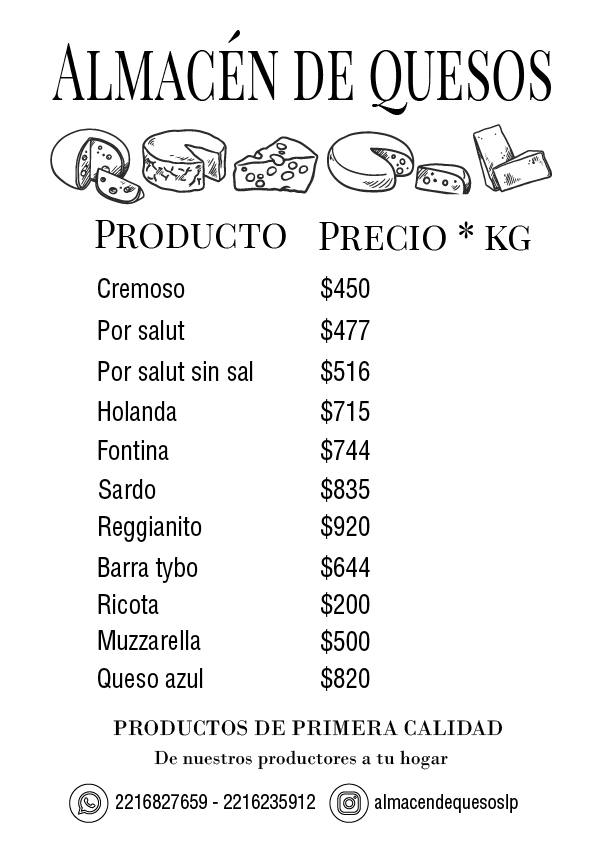 ALMACÉN DE QUESOS
PRODUCTO PRECIO * KG
Cremoso $450
Por salut $477
Por salut sin sal $516
Holanda $715
Fontina $744
Sardo $835
Reggianito $920
Barra tybo $644
Ricota $200
Muzzarella $500
Queso azul $820
PRODUCTOS DE PRIMERA CALIDAD
De nuestros productores a tu hogar
2216827659 - 2216235912 almacendequesoslp